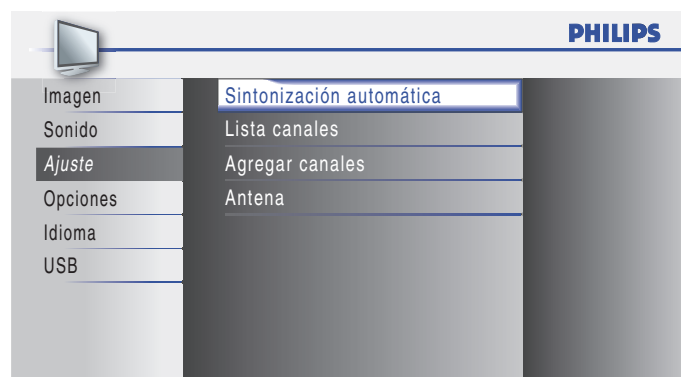 PHILIPS
Imagen
Sonido
Ajuste
Opciones
Idioma
USB
Sintonización automática
Lista canales
Agregar canales
Antena